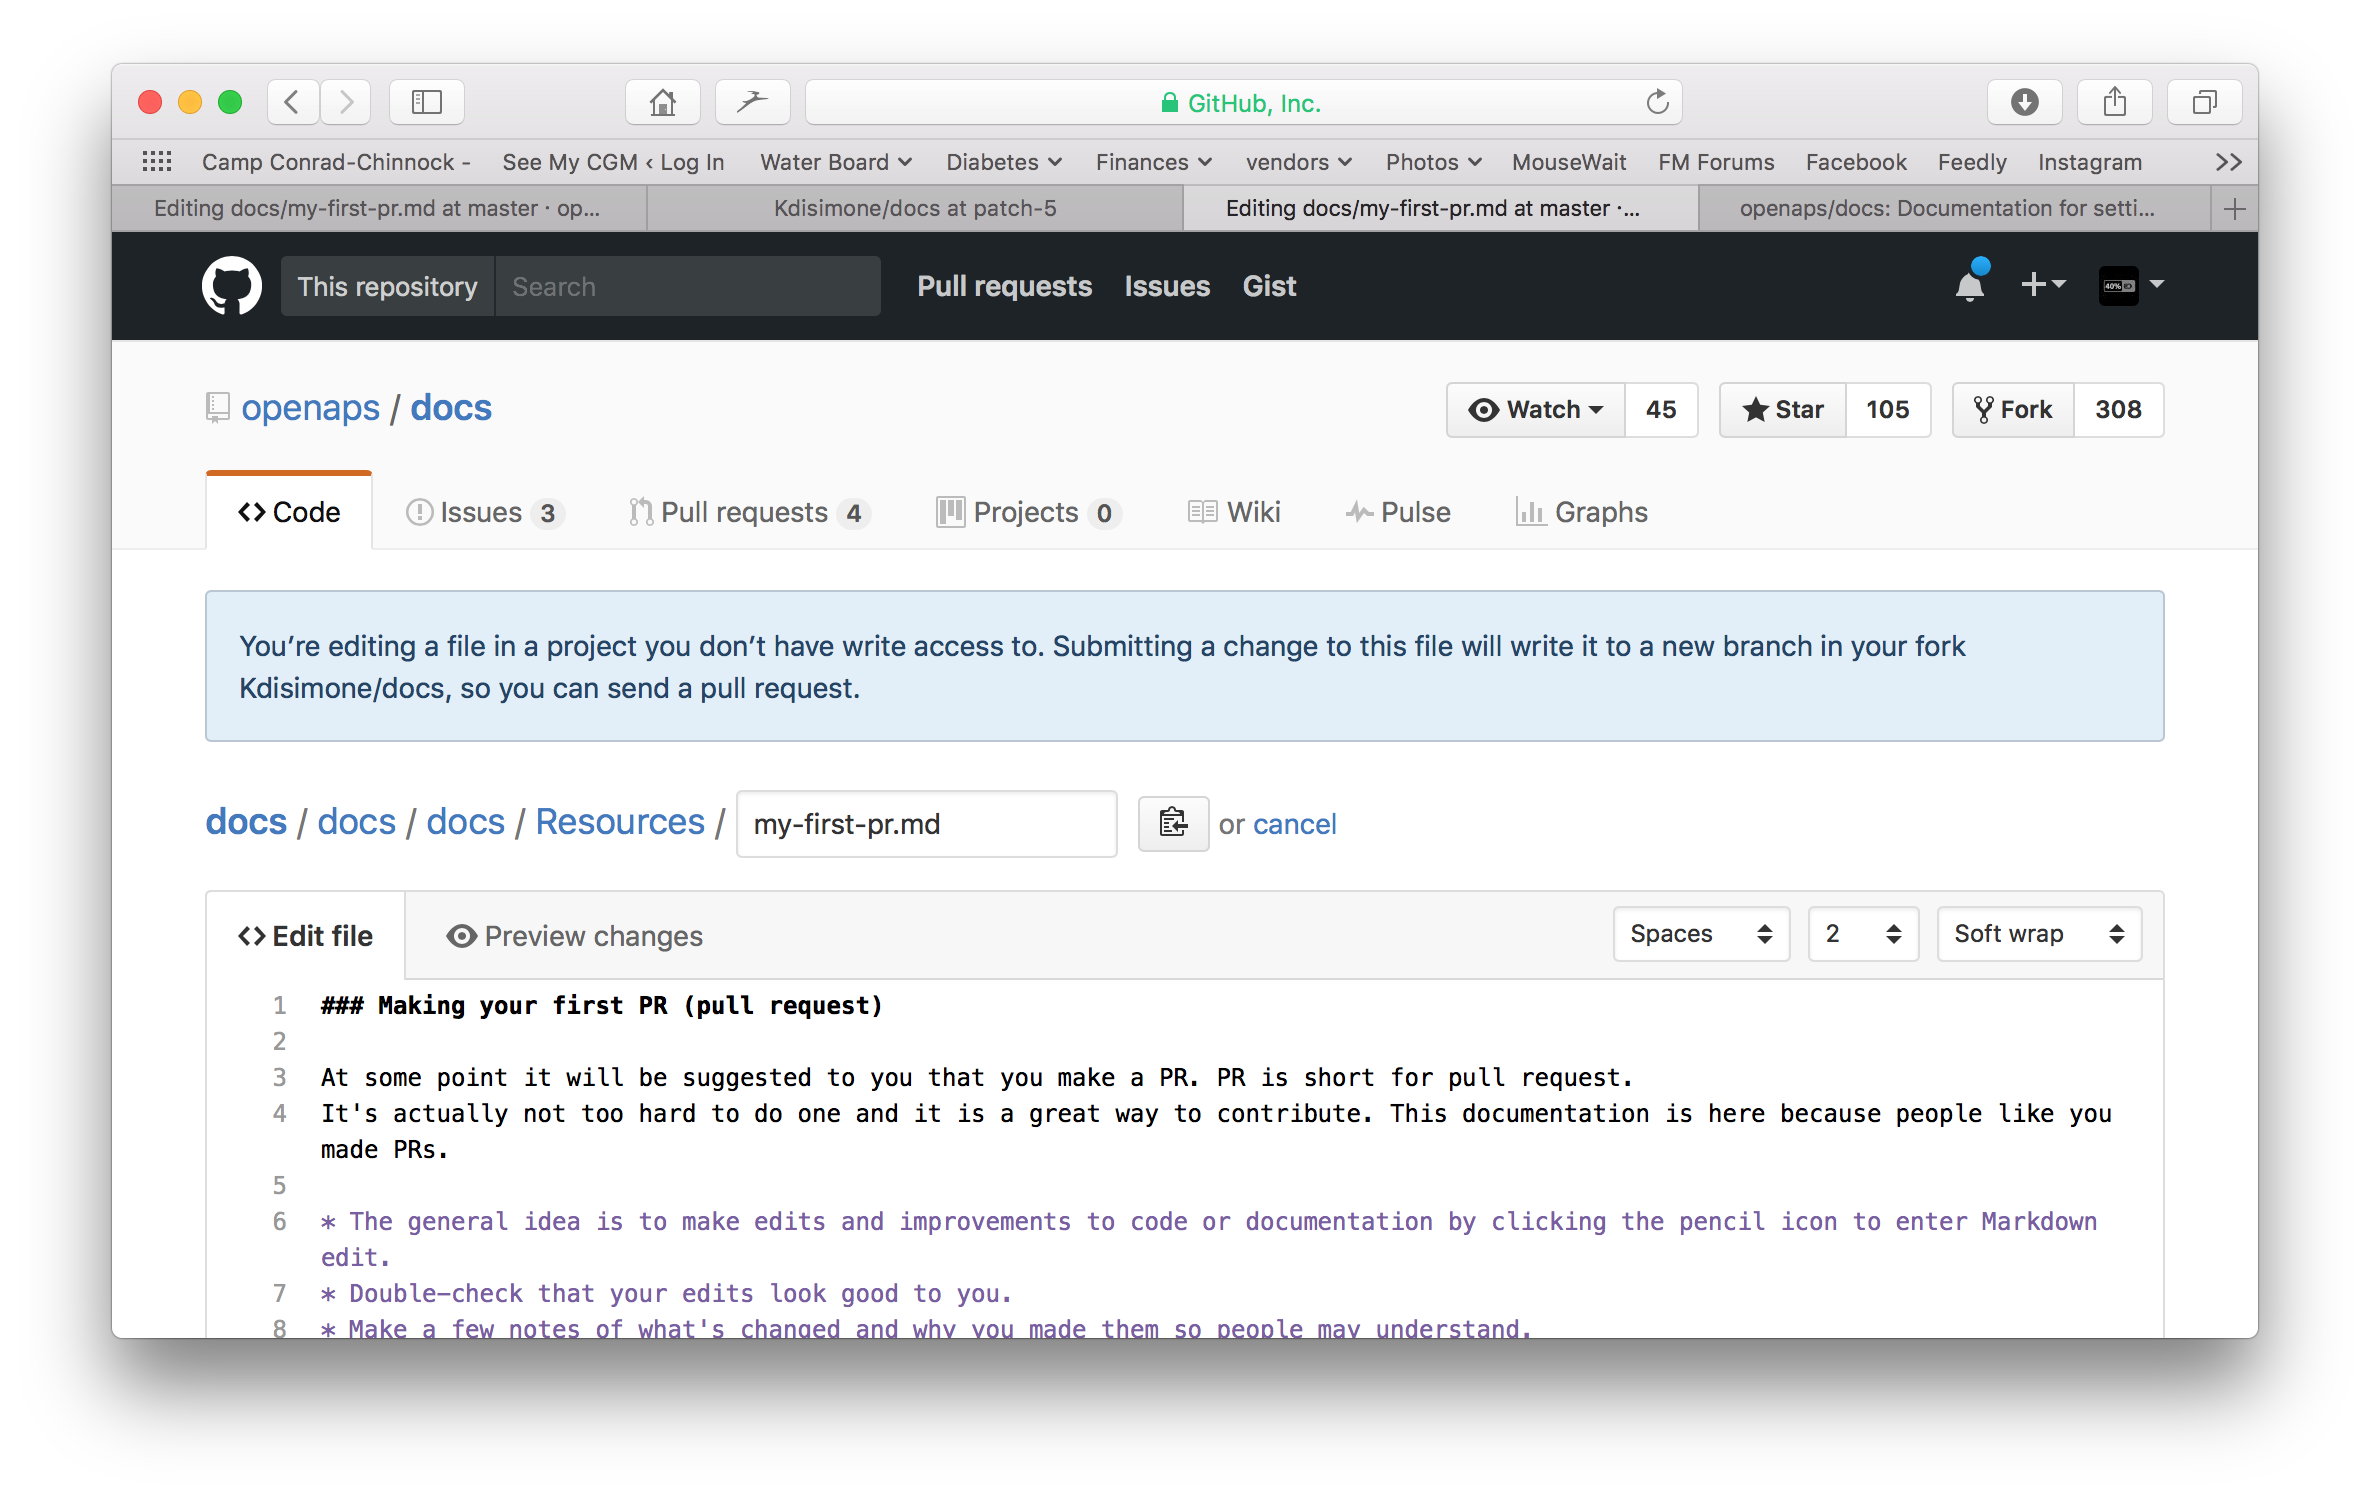 GitHub, Inc.
Camp Conrad-Chinnock - See My CGM ‹ Log In Water Board Diabetes Finances vendors Photos MouseWait FM Forums Facebook Feedly Instagram
Editing docs/my-first-pr.md at master · op... Kdisimone/docs at patch-5 Editing docs/my-first-pr.md at master ·... openaps/docs: Documentation for setti...
This repository Search Pull requests Issues Gist
40%
openaps / docs Watch 45 Star 105 Fork 308
Code Issues 3 Pull requests 4 Projects 0 Wiki Pulse Graphs
You’re editing a file in a project you don’t have write access to. Submitting a change to this file will write it to a new branch in your fork
Kdisimone/docs, so you can send a pull request.
docs / docs / docs / Resources / my-first-pr.md or cancel
Edit file Preview changes Spaces 2 Soft wrap
1 ### Making your first PR (pull request)
2
3 At some point it will be suggested to you that you make a PR. PR is short for pull request.
4 It's actually not too hard to do one and it is a great way to contribute. This documentation is here because people like you
made PRs.
5
6 * The general idea is to make edits and improvements to code or documentation by clicking the pencil icon to enter Markdown
edit.
7 * Double-check that your edits look good to you.
8 * Make a few notes of what's changed and why you made them so people may understand.